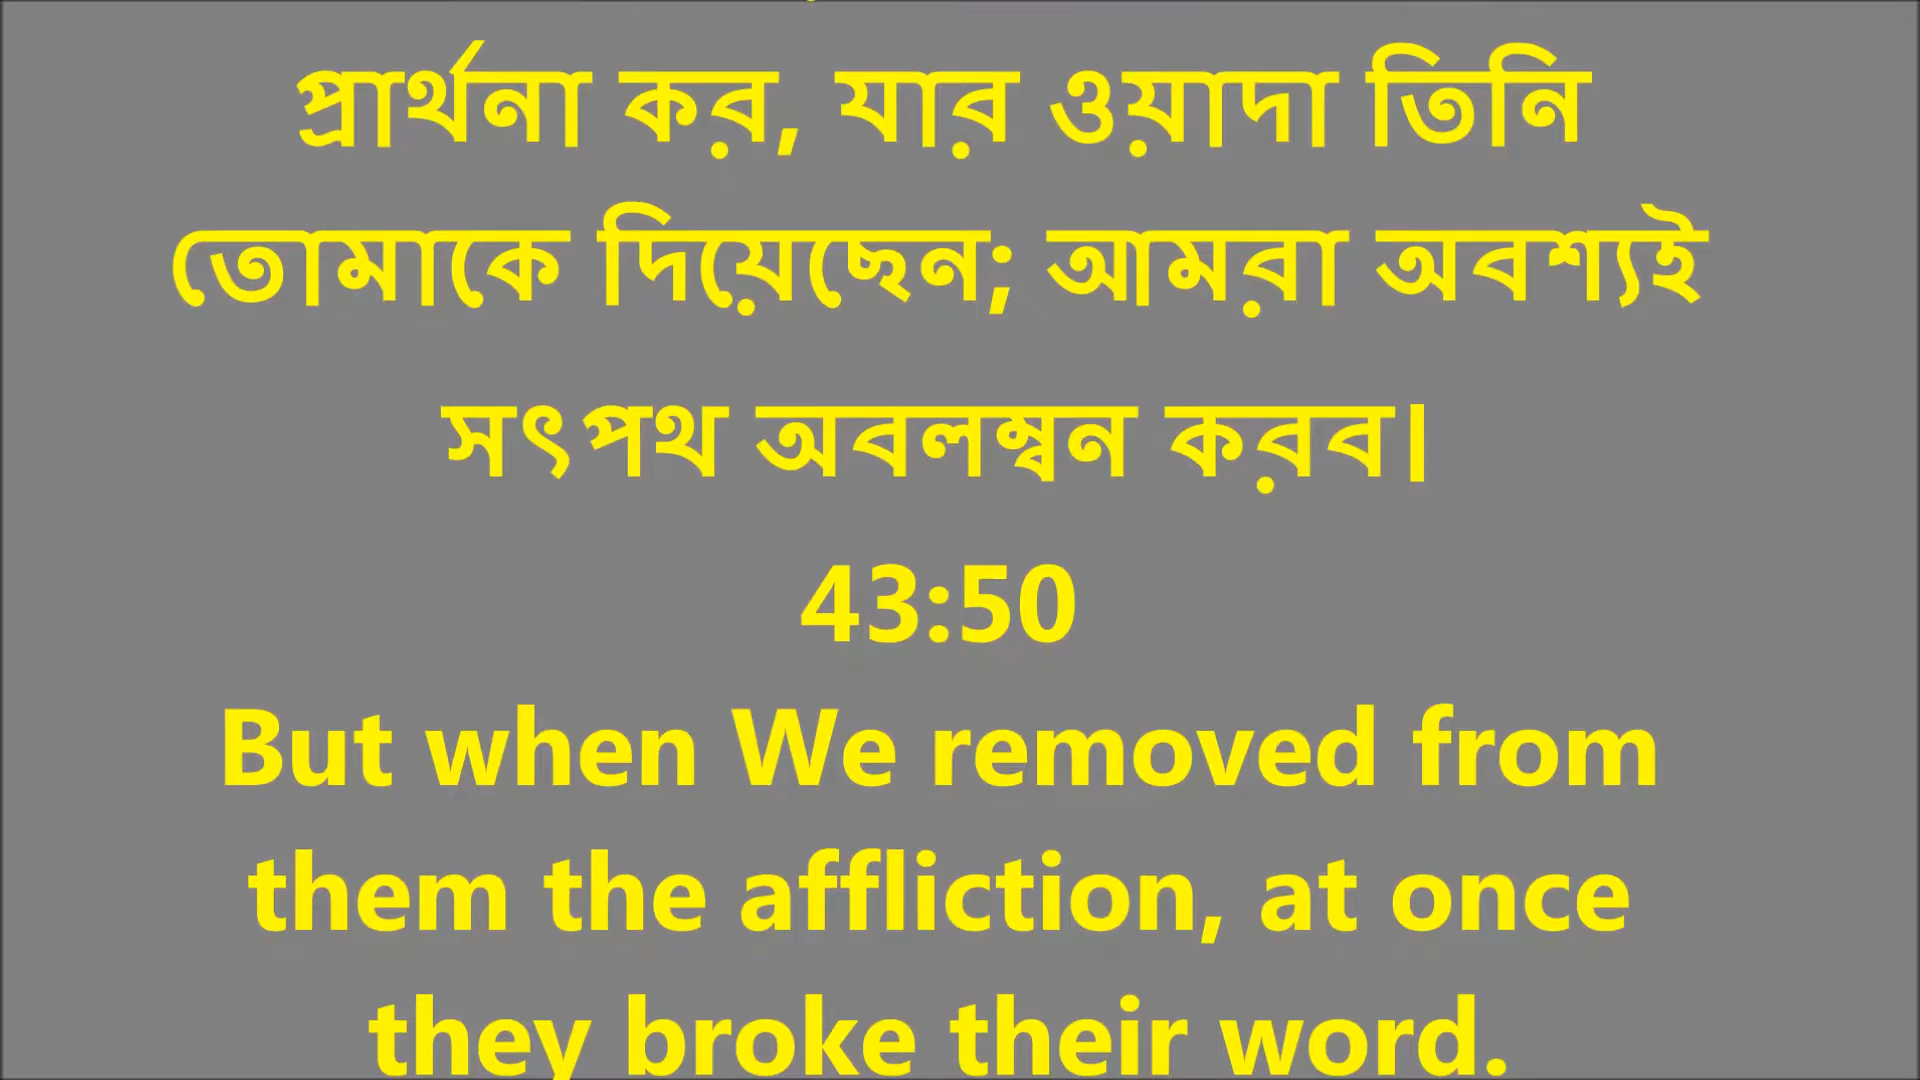 প্রার্থনা কর, যার ওয়াদা তিনি
তোমাকে দিয়েছেন; আমরা অবশ্যই
সৎপথ অবলম্বন করব।
43:50
But when We removed from
them the affliction, at once
they broke their word.